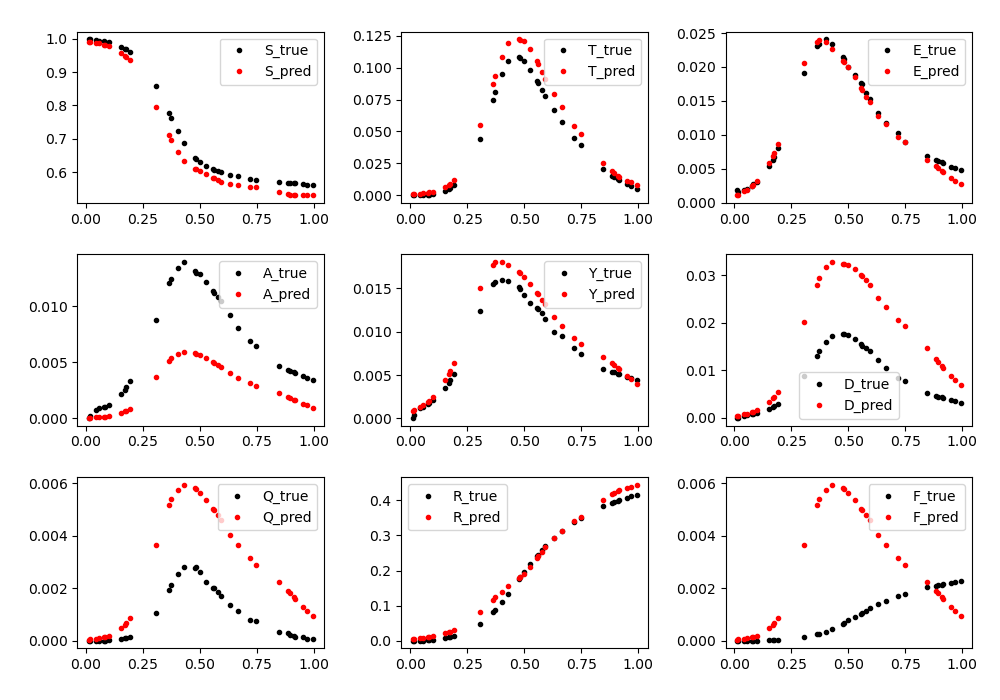 1.0
0.9
0.8
0.7
0.6
0.00 0.25 0.50 0.75 1.00
S_true
S_pred
0.125
0.100
0.075
0.050
0.025
0.000
0.00 0.25 0.50 0.75 1.00
T_true
T_pred
0.025
0.020
0.015
0.010
0.005
0.000
0.00 0.25 0.50 0.75 1.00
E_true
E_pred
0.010
0.005
0.000
0.00 0.25 0.50 0.75 1.00
A_true
A_pred
0.015
0.010
0.005
0.000
0.00 0.25 0.50 0.75 1.00
Y_true
Y_pred
0.03
0.02
0.01
0.00
0.00 0.25 0.50 0.75 1.00
D_true
D_pred
0.006
0.004
0.002
0.000
0.00 0.25 0.50 0.75 1.00
Q_true
Q_pred
0.4
0.3
0.2
0.1
0.0
0.00 0.25 0.50 0.75 1.00
R_true
R_pred
0.006
0.004
0.002
0.000
0.00 0.25 0.50 0.75 1.00
F_true
F_pred